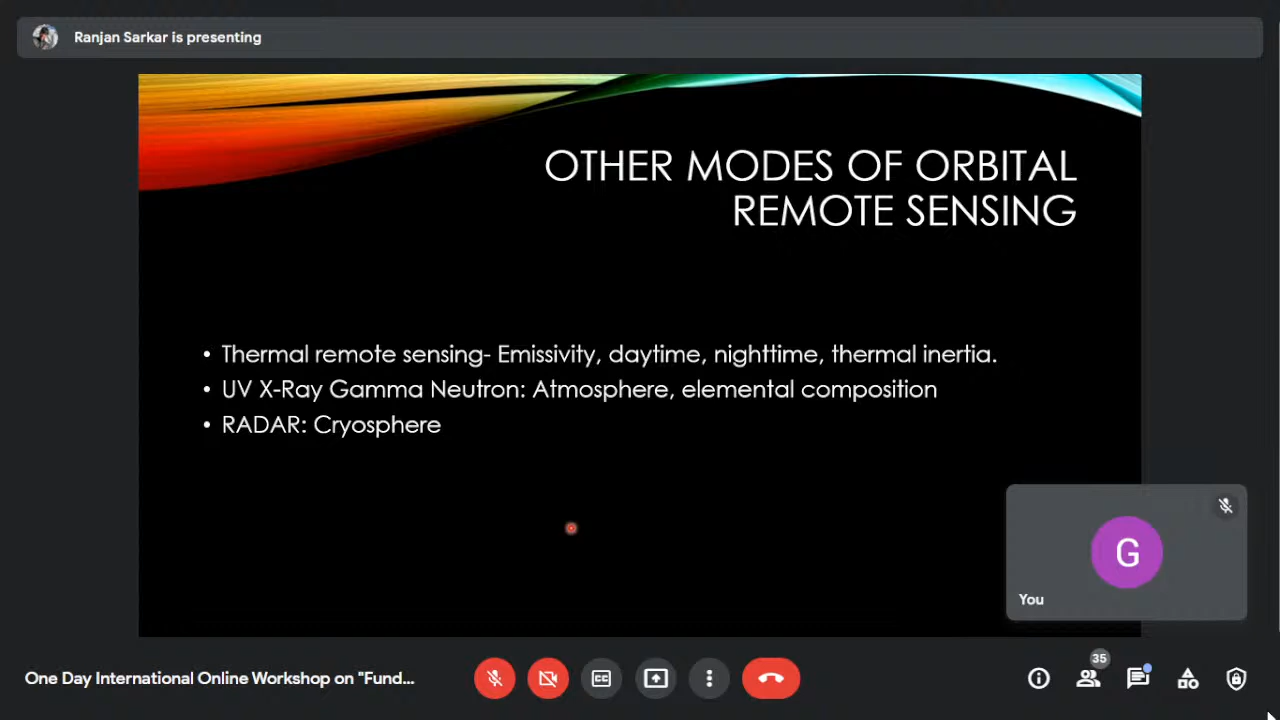 Ranjan Sarkar is presenting
OTHER MODES OF ORBITAL
REMOTE SENSING
• Thermal remote sensing- Emissivity, daytime, nighttime, thermal inertia.
• UV X-Ray Gamma Neutron: Atmosphere, elemental composition
• RADAR: Cryosphere
G
You
One Day International Online Workshop on "Fund...
CC
35